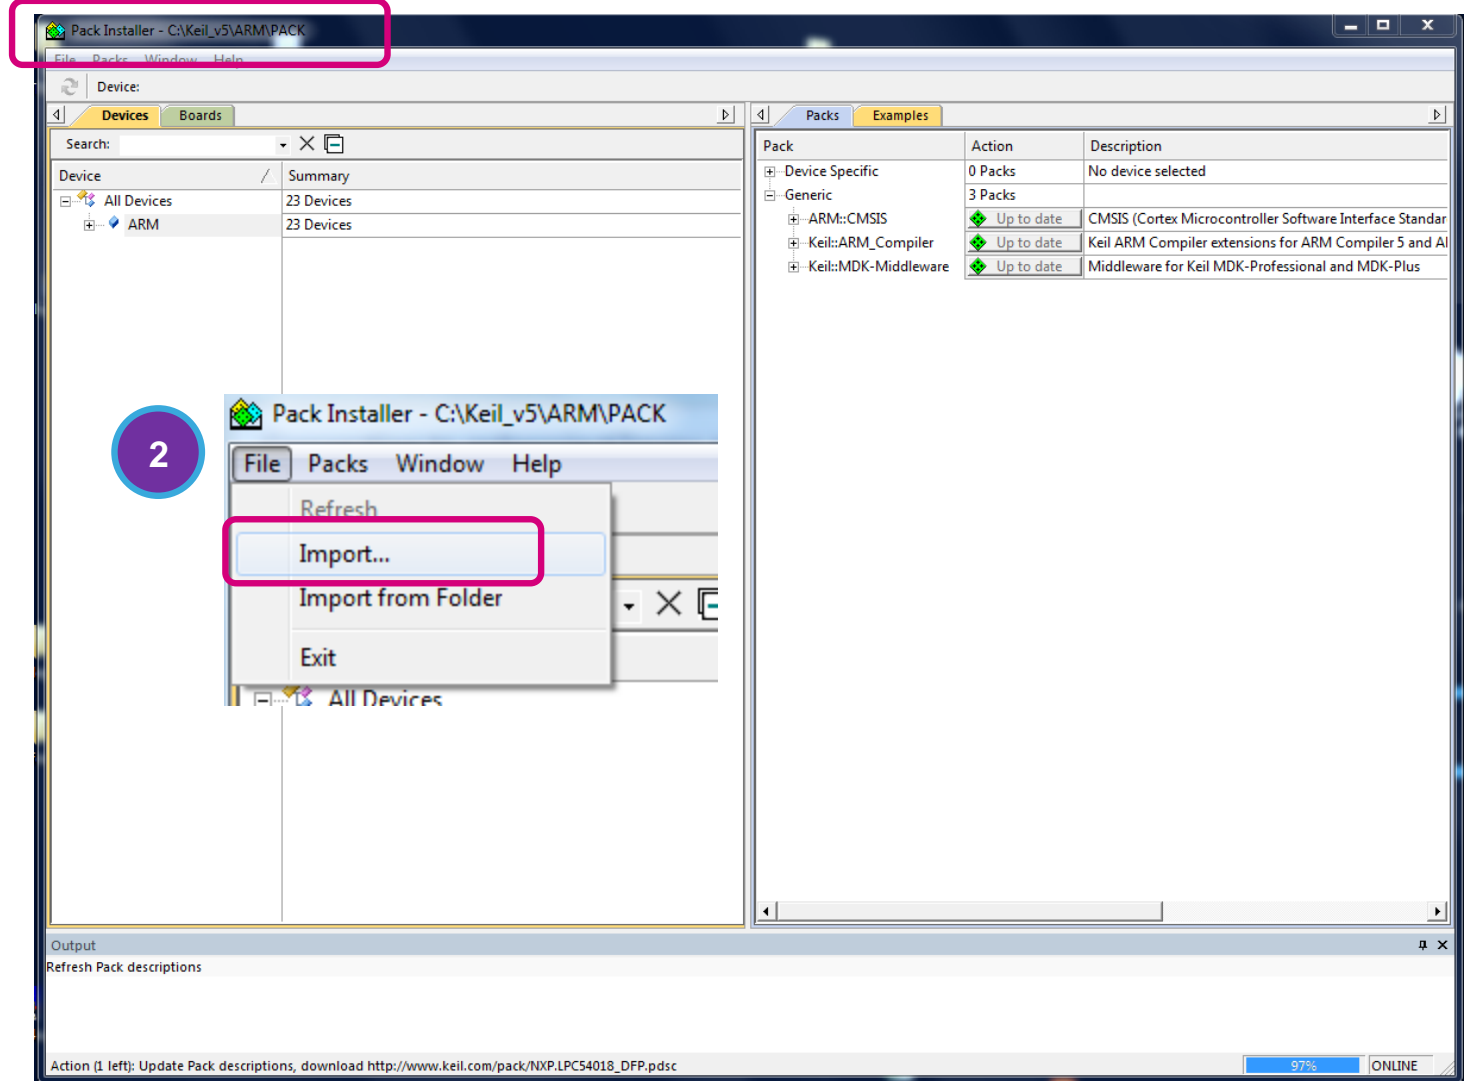 Pack Installer - C:\Keil_v5\ARM\PACK
File Packs Window Help
Device:
Devices Boards
Packs Examples
Search:
Device Summary
All Devices 23 Devices
ARM 23 Devices
Pack Action Description
Device Specific 0 Packs No device selected
Generic 3 Packs
ARM::CMSIS Up to date CMSIS (Cortex Microcontroller Software Interface Standar
Keil::ARM_Compiler Up to date Keil ARM Compiler extensions for ARM Compiler 5 and Al
Keil::MDK-Middleware Up to date Middleware for Keil MDK-Professional and MDK-Plus
2
Pack Installer - C:\Keil_v5\ARM\PACK
File Packs Window Help
Refresh
Import...
Import from Folder
Exit
All Devices
Output
Refresh Pack descriptions
Action (1 left): Update Pack descriptions, download http://www.keil.com/pack/NXP.LPC54018_DFP.pdsc
97% ONLINE